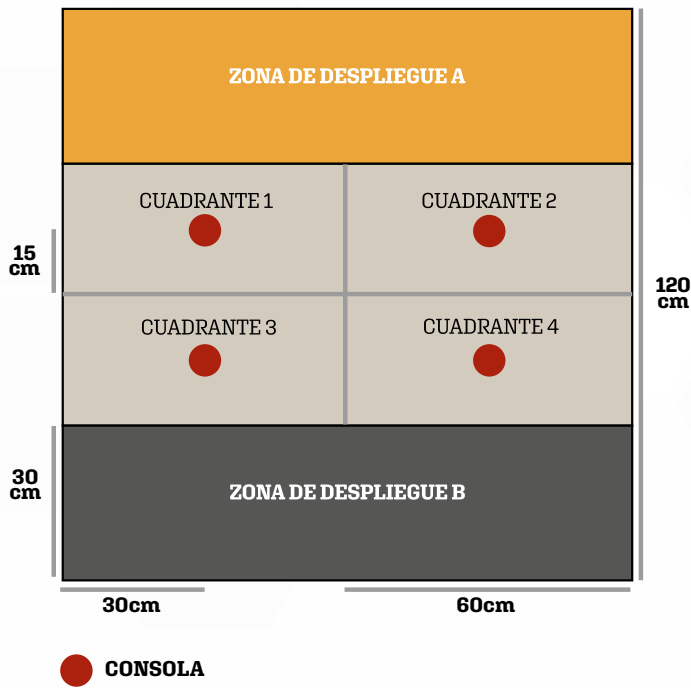 ZONA DE DESPLIEGUE A
CUADRANTE 1
CUADRANTE 2
15
cm
120
cm
CUADRANTE 3
CUADRANTE 4
30
cm
ZONA DE DESPLIEGUE B
30cm
60cm
CONSOLA